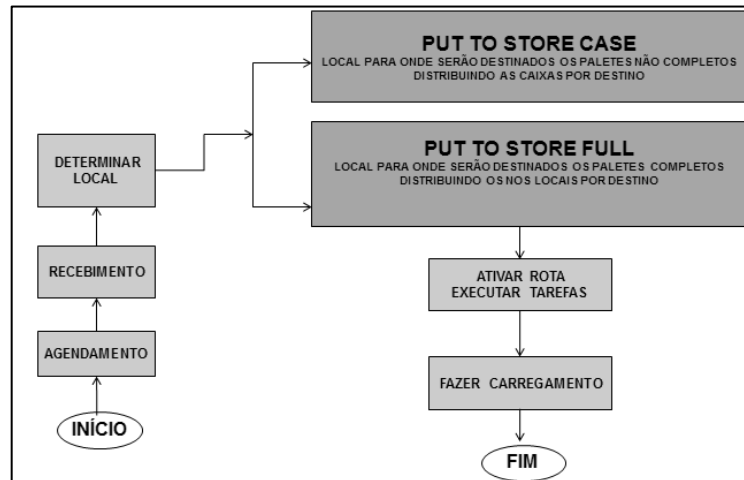 PUT TO STORE CASE
LOCAL PARA ONDE SERÃO DESTINADOS OS PALETES NÃO COMPLETOS
DISTRIBUINDO AS CAIXAS POR DESTINO
PUT TO STORE FULL
LOCAL PARA ONDE SERÃO DESTINADOS OS PALETES COMPLETOS
DISTRIBUINDO OS NOS LOCAIS POR DESTINO
DETERMINAR
LOCAL
RECEBIMENTO
AGENDAMENTO
INÍCIO
ATIVAR ROTA
EXECUTAR TAREFAS
FAZER CARREGAMENTO
FIM